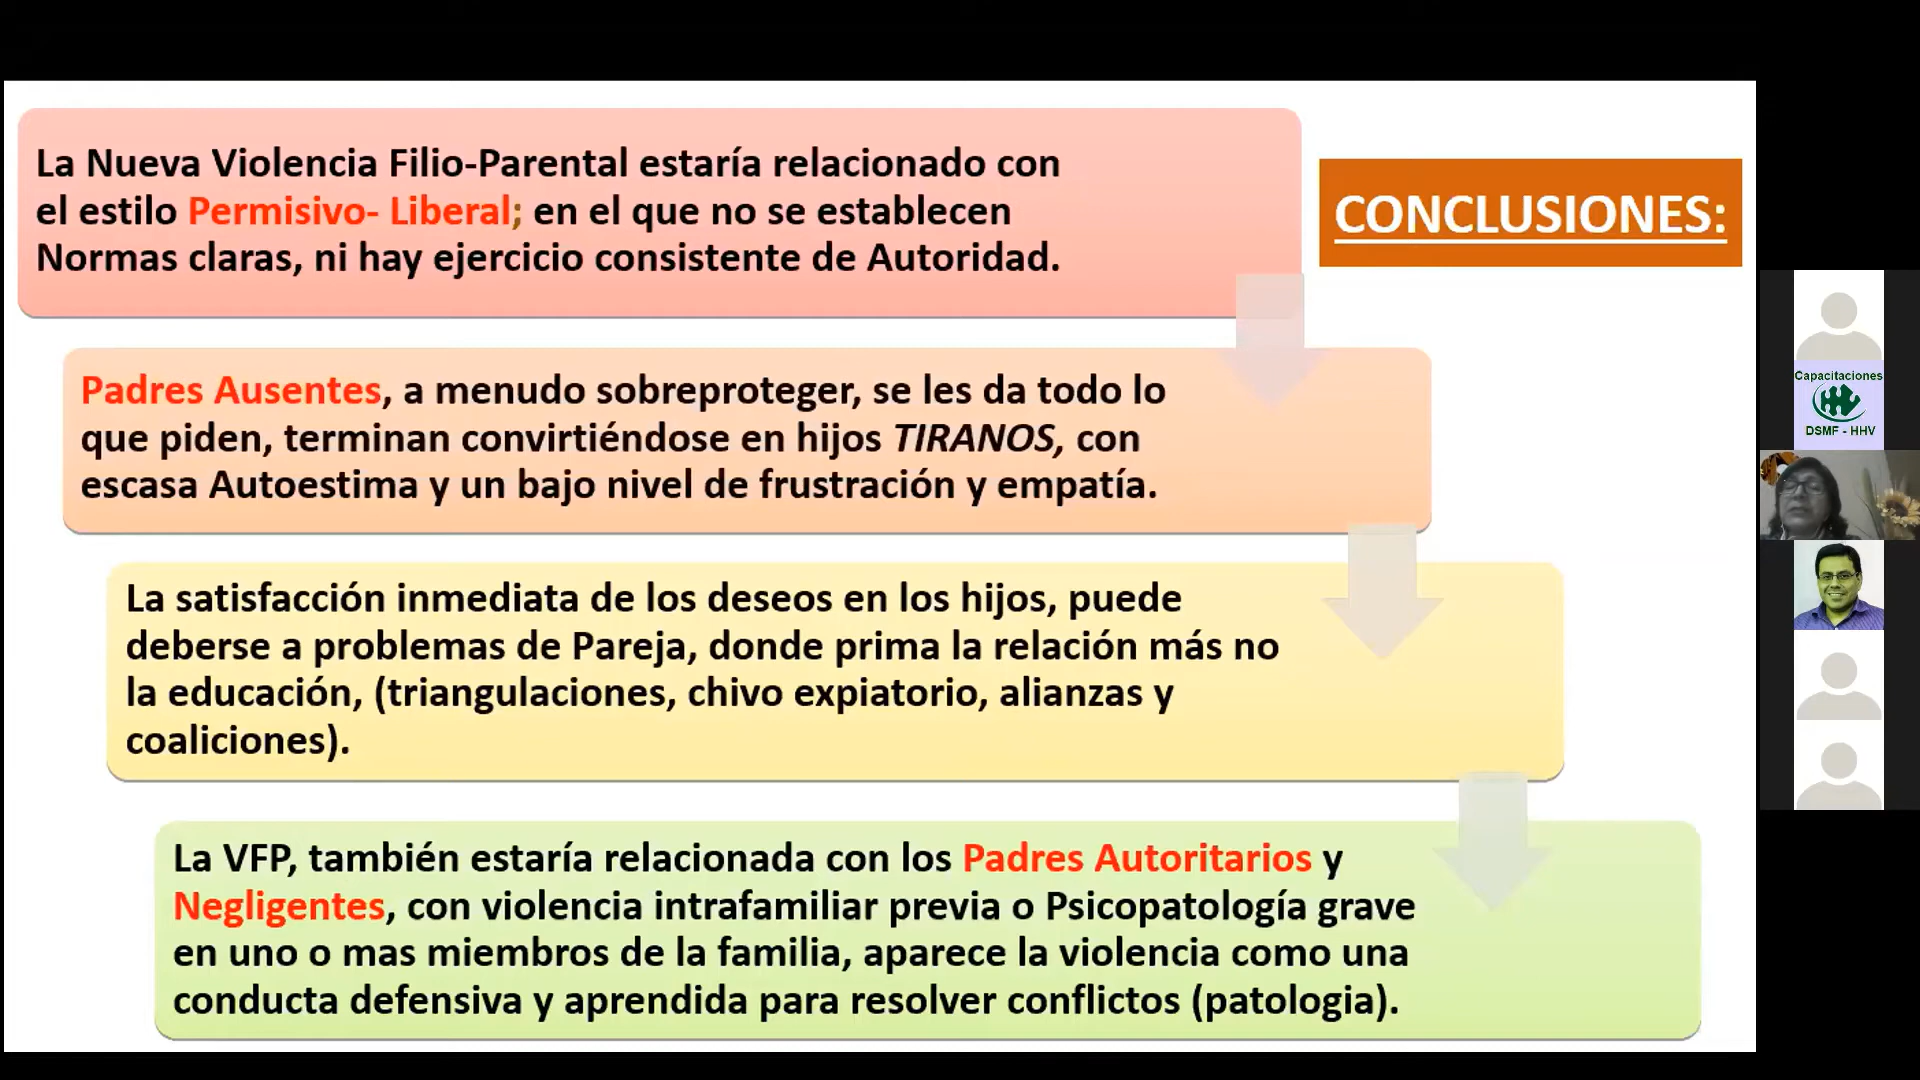 La Nueva Violencia Filio-Parental estaría relacionado con
el estilo Permisivo- Liberal; en el que no se establecen
Normas claras, ni hay ejercicio consistente de Autoridad.
CONCLUSIONES:
Padres Ausentes, a menudo sobreproteger, se les da todo lo
que piden, terminan convirtiéndose en hijos TIRANOS, con
escasa Autoestima y un bajo nivel de frustración y empatía.
La satisfacción inmediata de los deseos en los hijos, puede
deberse a problemas de Pareja, donde prima la relación más no
la educación, (triangulaciones, chivo expiatorio, alianzas y
coaliciones).
La VFP, también estaría relacionada con los Padres Autoritarios y
Negligentes, con violencia intrafamiliar previa o Psicopatología grave
en uno o mas miembros de la familia, aparece la violencia como una
conducta defensiva y aprendida para resolver conflictos (patologia).
Capacitaciones
DSMF - HHV